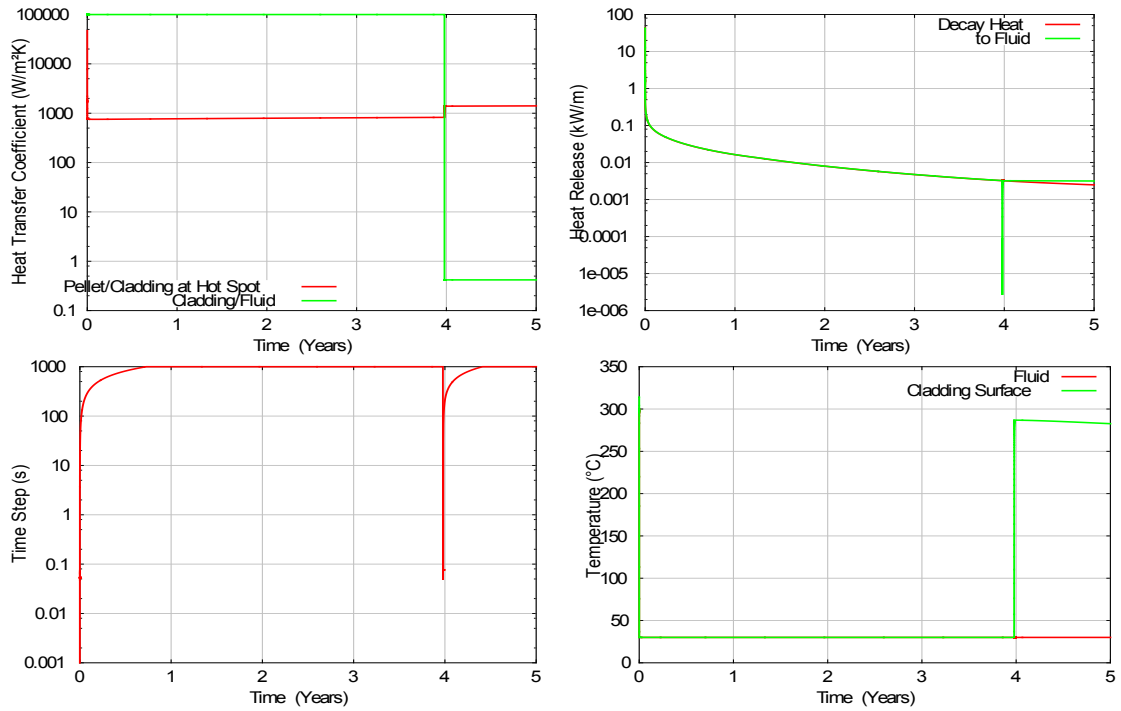 100000
10000
1000
100
10
1
0.1
Heat Transfer Coefficient (W/m²K)
Pellet/Cladding at Hot Spot
Cladding/Fluid
0 1 2 3 4 5
Time (Years)
100
10
1
0.1
0.01
0.001
0.0001
1e-005
1e-006
Heat Release (kW/m)
Decay Heat
to Fluid
0 1 2 3 4 5
Time (Years)
1000
100
10
1
0.1
0.01
0.001
Time Step (s)
0 1 2 3 4 5
Time (Years)
350
300
250
200
150
100
50
0
Temperature (°C)
Fluid
Cladding Surface
0 1 2 3 4 5
Time (Years)